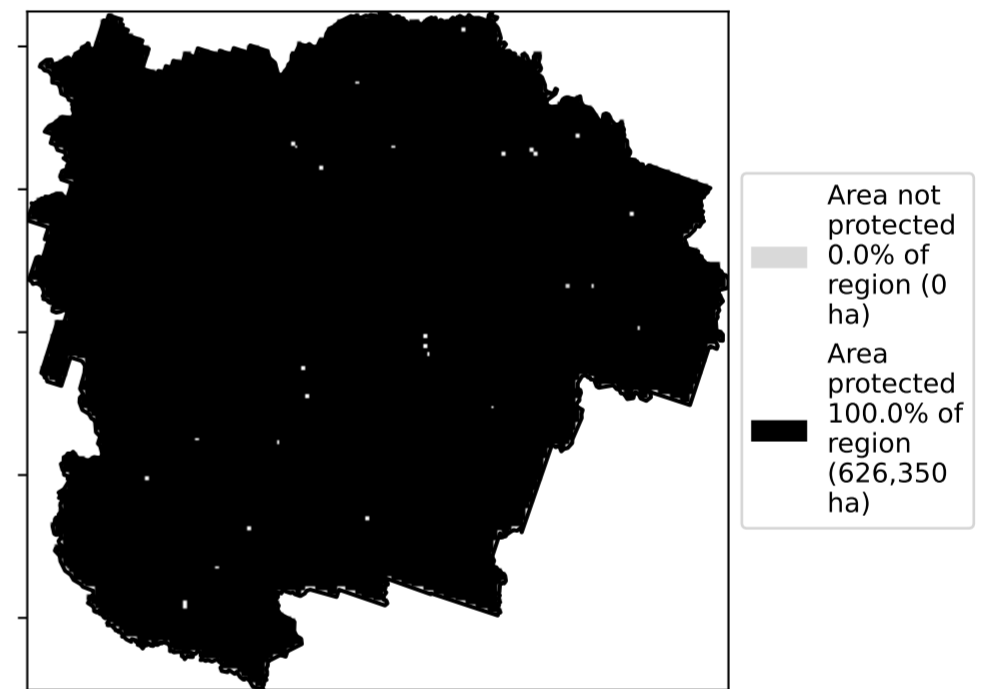 Area not
protected
0.0% of
region (0
ha)
Area
protected
100.0% of
region
(626,350
ha)